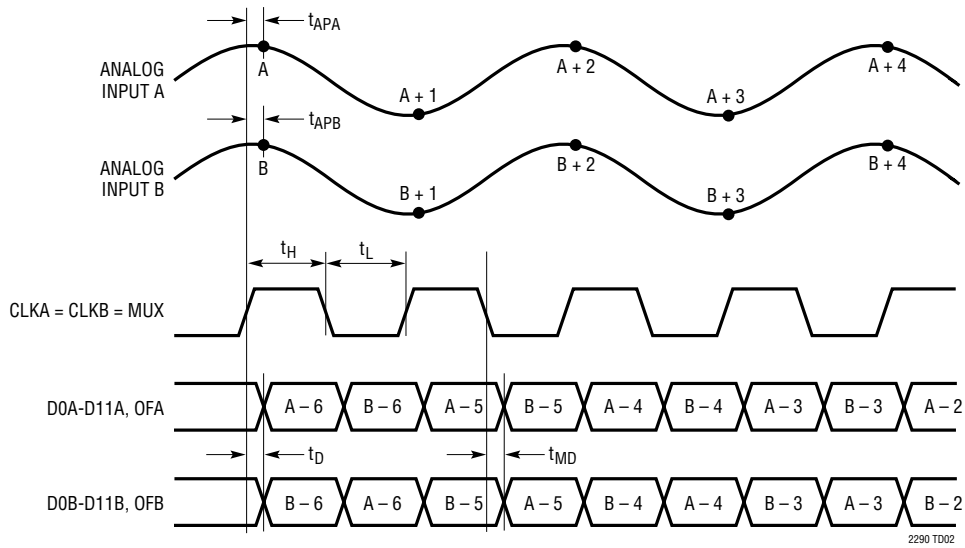 tAPA
ANALOG
INPUT A
A
A + 1
A + 2
A + 3
A + 4
tAPB
ANALOG
INPUT B
B
B + 1
B + 2
B + 3
B + 4
tH
tL
CLKA = CLKB = MUX
D0A-D11A, OFA
A – 6
B – 6
A – 5
B – 5
A – 4
B – 4
A – 3
B – 3
A – 2
tD
tMD
D0B-D11B, OFB
B – 6
A – 6
B – 5
A – 5
B – 4
A – 4
B – 3
A – 3
B – 2
2290 TD02